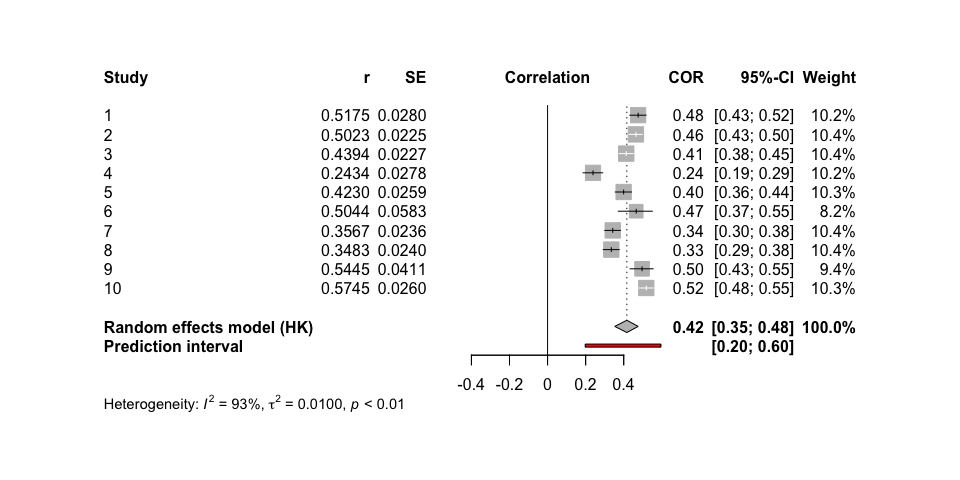 Study r SE Correlation COR 95%-CI Weight
1 0.5175 0.0280 0.48 [0.43; 0.52] 10.2%
2 0.5023 0.0225 0.46 [0.43; 0.50] 10.4%
3 0.4394 0.0227 0.41 [0.38; 0.45] 10.4%
4 0.2434 0.0278 0.24 [0.19; 0.29] 10.2%
5 0.4230 0.0259 0.40 [0.36; 0.44] 10.3%
6 0.5044 0.0583 0.47 [0.37; 0.55] 8.2%
7 0.3567 0.0236 0.34 [0.30; 0.38] 10.4%
8 0.3483 0.0240 0.33 [0.29; 0.38] 10.4%
9 0.5445 0.0411 0.50 [0.43; 0.55] 9.4%
10 0.5745 0.0260 0.52 [0.48; 0.55] 10.3%
Random effects model (HK) 0.42 [0.35; 0.48] 100.0%
Prediction interval [0.20; 0.60]
-0.4 -0.2 0 0.2 0.4
Heterogeneity: I² = 93%, τ² = 0.0100, p < 0.01